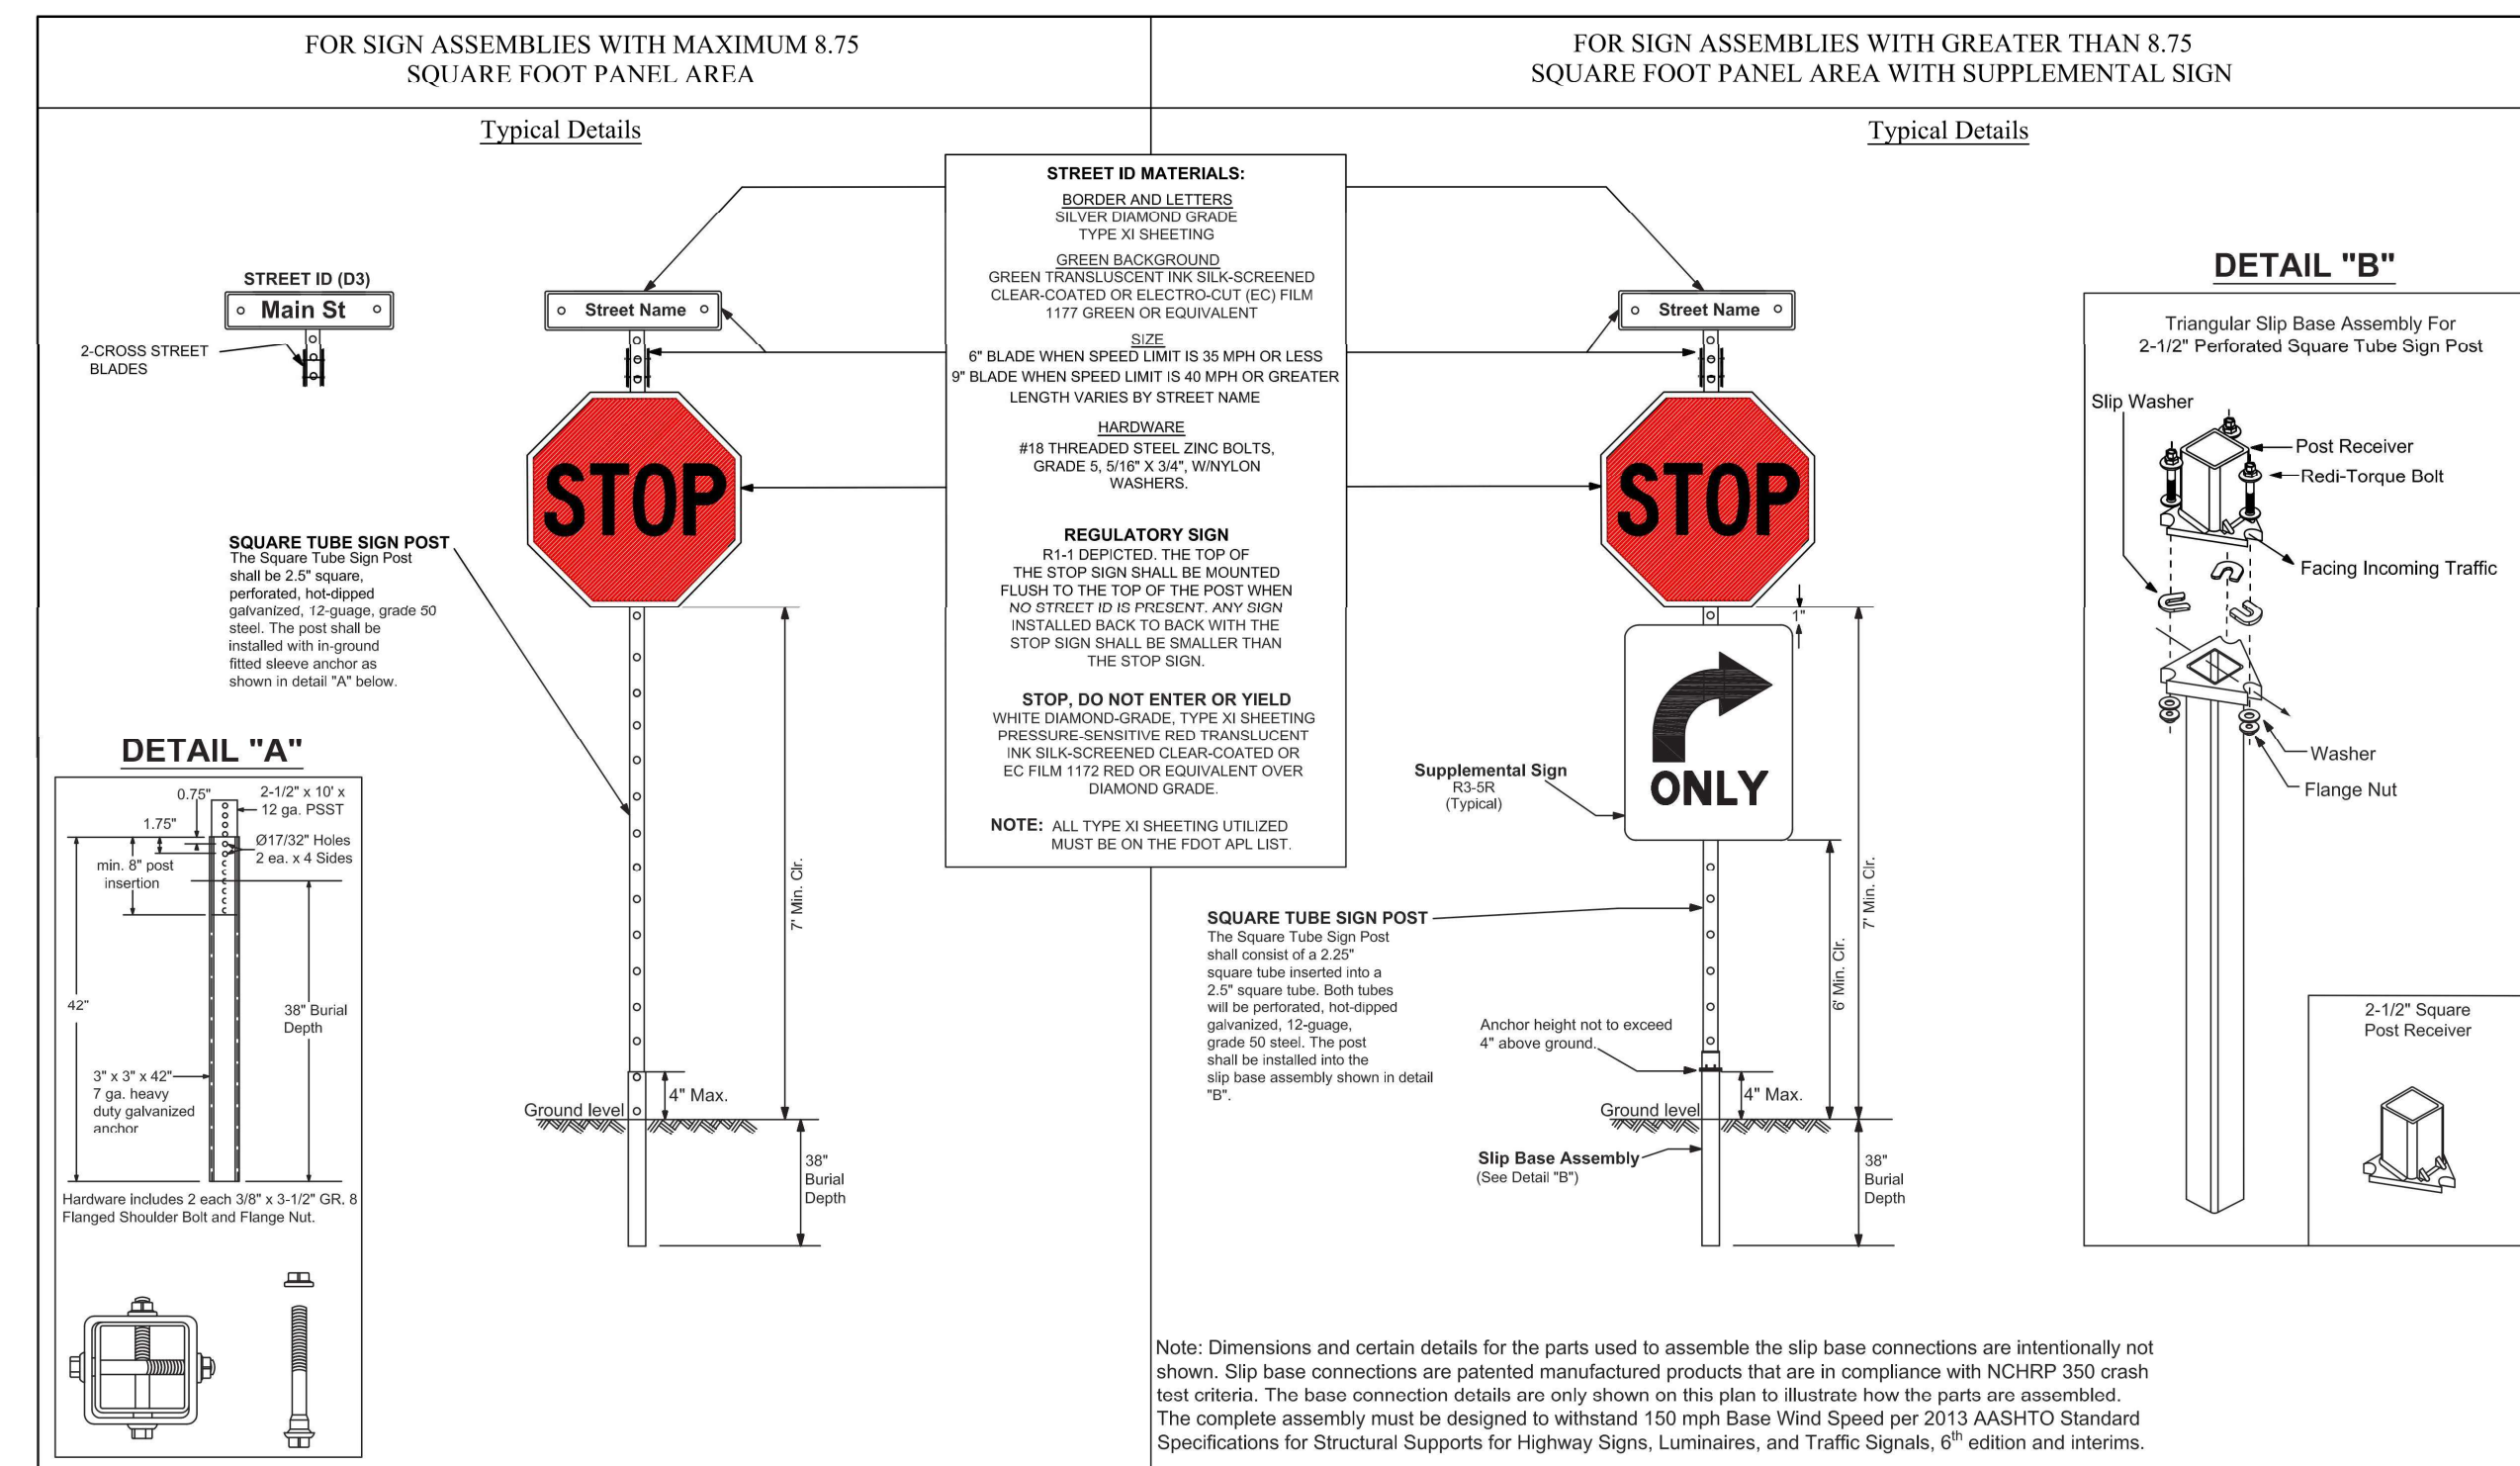 FOR SIGN ASSEMBLIES WITH MAXIMUM 8.75
SQUARE FOOT PANEL AREA
FOR SIGN ASSEMBLIES WITH GREATER THAN 8.75
SQUARE FOOT PANEL AREA WITH SUPPLEMENTAL SIGN
Typical Details
Typical Details
STREET ID MATERIALS:
BORDER AND LETTERS
SILVER DIAMOND GRADE
TYPE XI SHEETING
GREEN BACKGROUND
GREEN TRANSLUSCENT INK SILK-SCREENED
CLEAR-COATED OR ELECTRO-CUT (EC) FILM
1177 GREEN OR EQUIVALENT
SIZE
6" BLADE WHEN SPEED LIMIT IS 35 MPH OR LESS
9" BLADE WHEN SPEED LIMIT IS 40 MPH OR GREATER
LENGTH VARIES BY STREET NAME
HARDWARE
#18 THREADED STEEL ZINC BOLTS,
GRADE 5, 5/16" X 3/4", W/NYLON
WASHERS.
REGULATORY SIGN
R1-1 DEPICTED. THE TOP OF
THE STOP SIGN SHALL BE MOUNTED
FLUSH TO THE TOP OF THE POST WHEN
NO STREET ID IS PRESENT. ANY SIGN
INSTALLED BACK TO BACK WITH THE
STOP SIGN SHALL BE SMALLER THAN
THE STOP SIGN.
STOP, DO NOT ENTER OR YIELD
WHITE DIAMOND-GRADE, TYPE XI SHEETING
PRESSURE-SENSITIVE RED TRANSLUCENT
INK SILK-SCREENED CLEAR-COATED OR
EC FILM 1172 RED OR EQUIVALENT OVER
DIAMOND GRADE.
NOTE: ALL TYPE XI SHEETING UTILIZED
MUST BE ON THE FDOT APL LIST.
STREET ID (D3)
Main St
2-CROSS STREET
BLADES
Street Name
STOP
SQUARE TUBE SIGN POST
The Square Tube Sign Post
shall be 2.5" square,
perforated, hot-dipped
galvanized, 12-guage, grade 50
steel. The post shall be
installed with in-ground
fitted sleeve anchor as
shown in detail "A" below.
7' Min. Clr.
4" Max.
Ground level
38"
Burial
Depth
DETAIL "A"
0.75"
2-1/2" x 10' x
12 ga. PSST
1.75"
Ø17/32" Holes
2 ea. x 4 Sides
min. 8" post
insertion
42"
38" Burial
Depth
3" x 3" x 42"
7 ga. heavy
duty galvanized
anchor
Hardware includes 2 each 3/8" x 3-1/2" GR. 8
Flanged Shoulder Bolt and Flange Nut.
Street Name
STOP
1"
ONLY
Supplemental Sign
R3-5R
(Typical)
7' Min. Clr.
6' Min. Clr.
SQUARE TUBE SIGN POST
The Square Tube Sign Post
shall consist of a 2.25"
square tube inserted into a
2.5" square tube. Both tubes
will be perforated, hot-dipped
galvanized, 12-guage,
grade 50 steel. The post
shall be installed into the
slip base assembly shown in detail
"B".
Anchor height not to exceed
4" above ground.
4" Max.
Ground level
Slip Base Assembly
(See Detail "B")
38"
Burial
Depth
DETAIL "B"
Triangular Slip Base Assembly For
2-1/2" Perforated Square Tube Sign Post
Slip Washer
Post Receiver
Redi-Torque Bolt
Facing Incoming Traffic
Washer
Flange Nut
2-1/2" Square
Post Receiver
Note: Dimensions and certain details for the parts used to assemble the slip base connections are intentionally not
shown. Slip base connections are patented manufactured products that are in compliance with NCHRP 350 crash
test criteria. The base connection details are only shown on this plan to illustrate how the parts are assembled.
The complete assembly must be designed to withstand 150 mph Base Wind Speed per 2013 AASHTO Standard
Specifications for Structural Supports for Highway Signs, Luminaires, and Traffic Signals, 6th edition and interims.